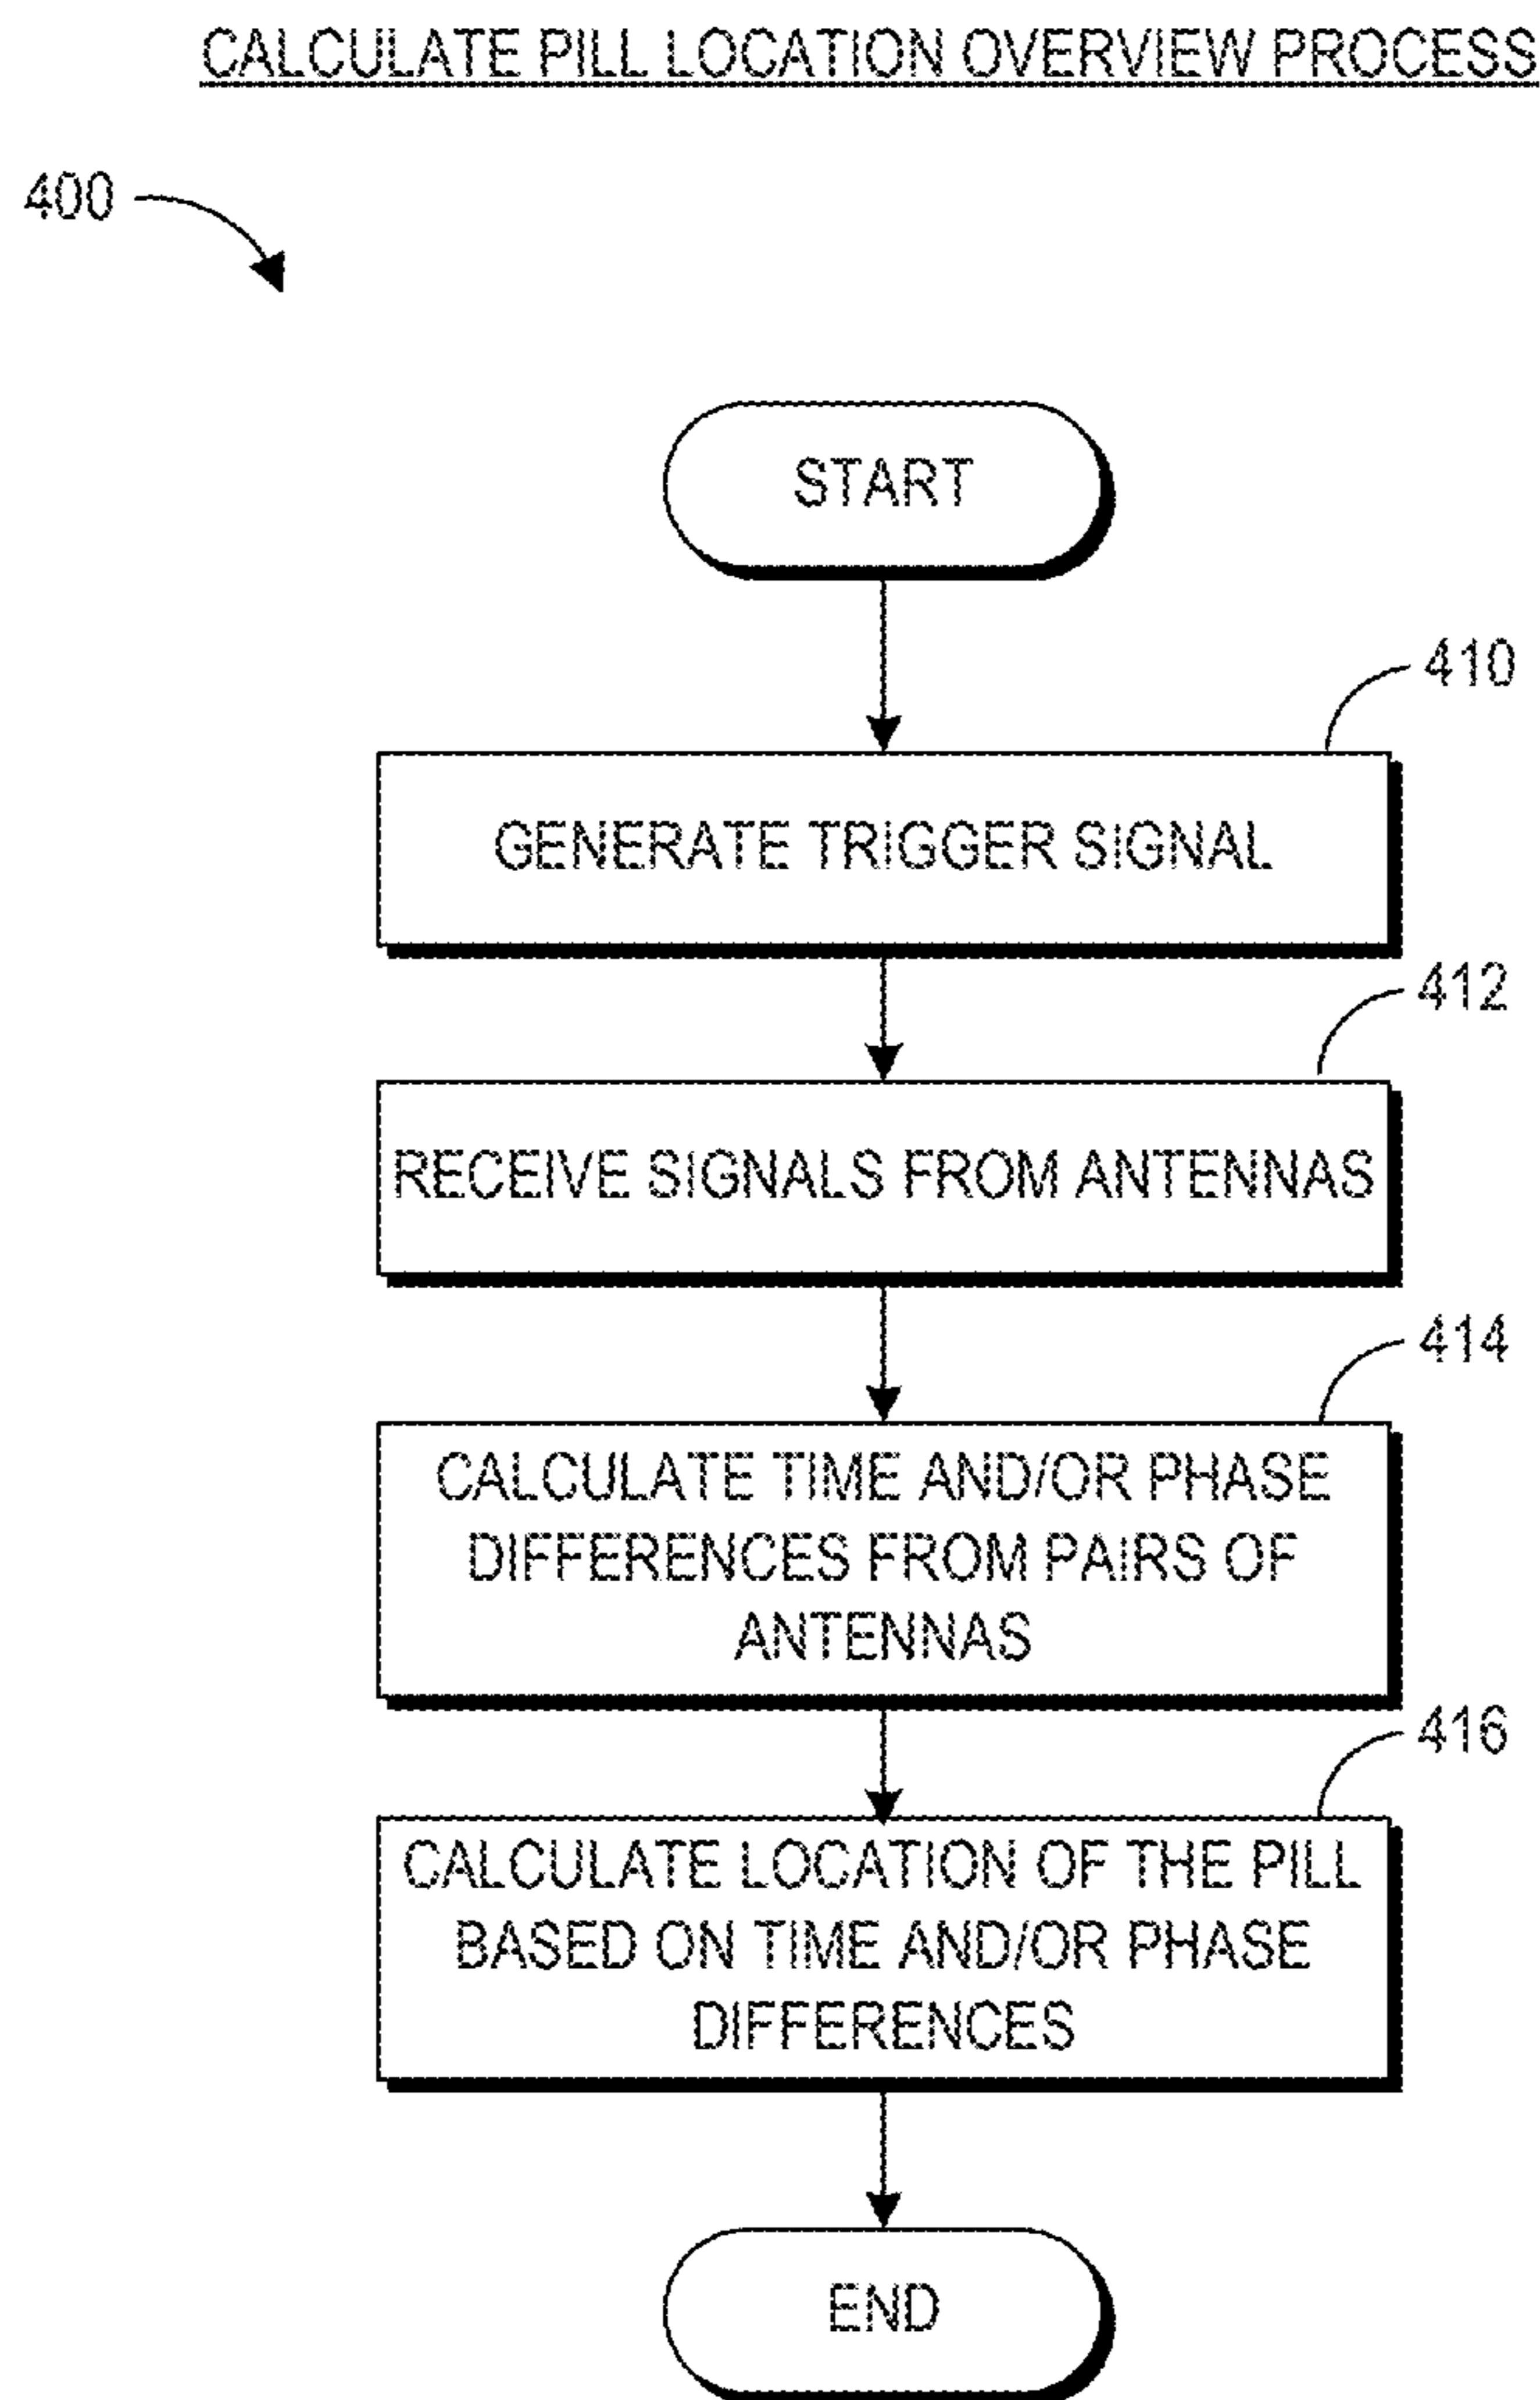 CALCULATE PILL LOCATION OVERVIEW PROCESS
400
START
410
GENERATE TRIGGER SIGNAL
412
RECEIVE SIGNALS FROM ANTENNAS
414
CALCULATE TIME AND/OR PHASE
DIFFERENCES FROM PAIRS OF
ANTENNAS
416
CALCULATE LOCATION OF THE PILL
BASED ON TIME AND/OR PHASE
DIFFERENCES
END